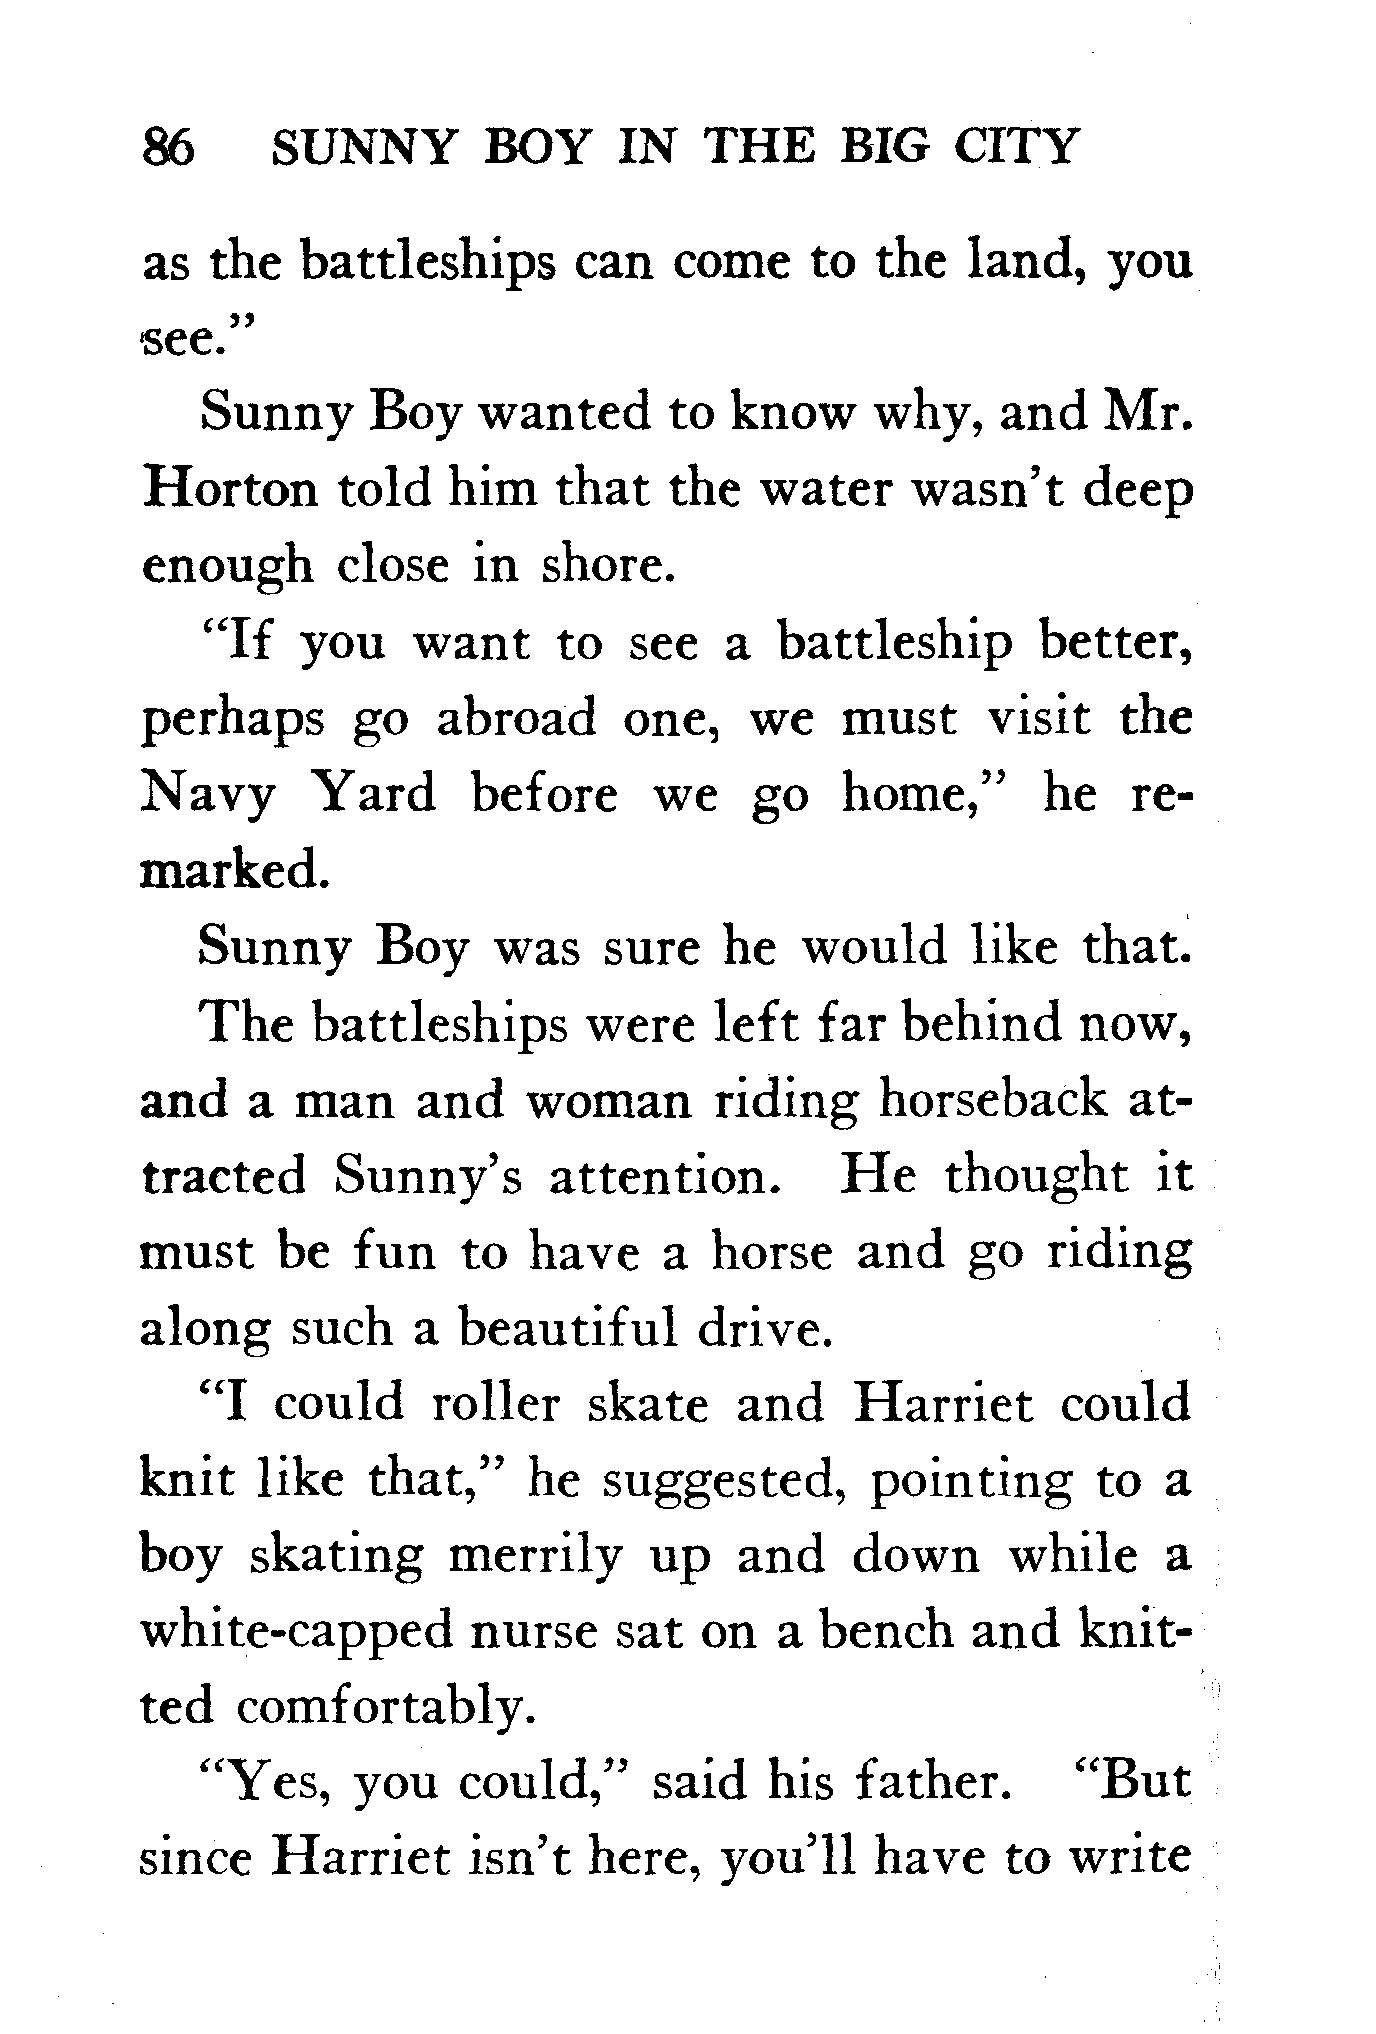 86 SUNNY BOY IN THE BIG CITY
as the battleships can come to the land, you
see."
Sunny Boy wanted to know why, and Mr.
Horton told him that the water wasn't deep
enough close in shore.
"If you want to see a battleship better,
perhaps go abroad one, we must visit the
Navy Yard before we go home," he re-
marked.
Sunny Boy was sure he would like that.
The battleships were left far behind now,
and a man and woman riding horseback at-
tracted Sunny's attention. He thought it
must be fun to have a horse and go riding
along such a beautiful drive.
"I could roller skate and Harriet could
knit like that," he suggested, pointing to a
boy skating merrily up and down while a
white-capped nurse sat on a bench and knit-
ted comfortably.
"Yes, you could," said his father. "But
since Harriet isn't here, you'll have to write